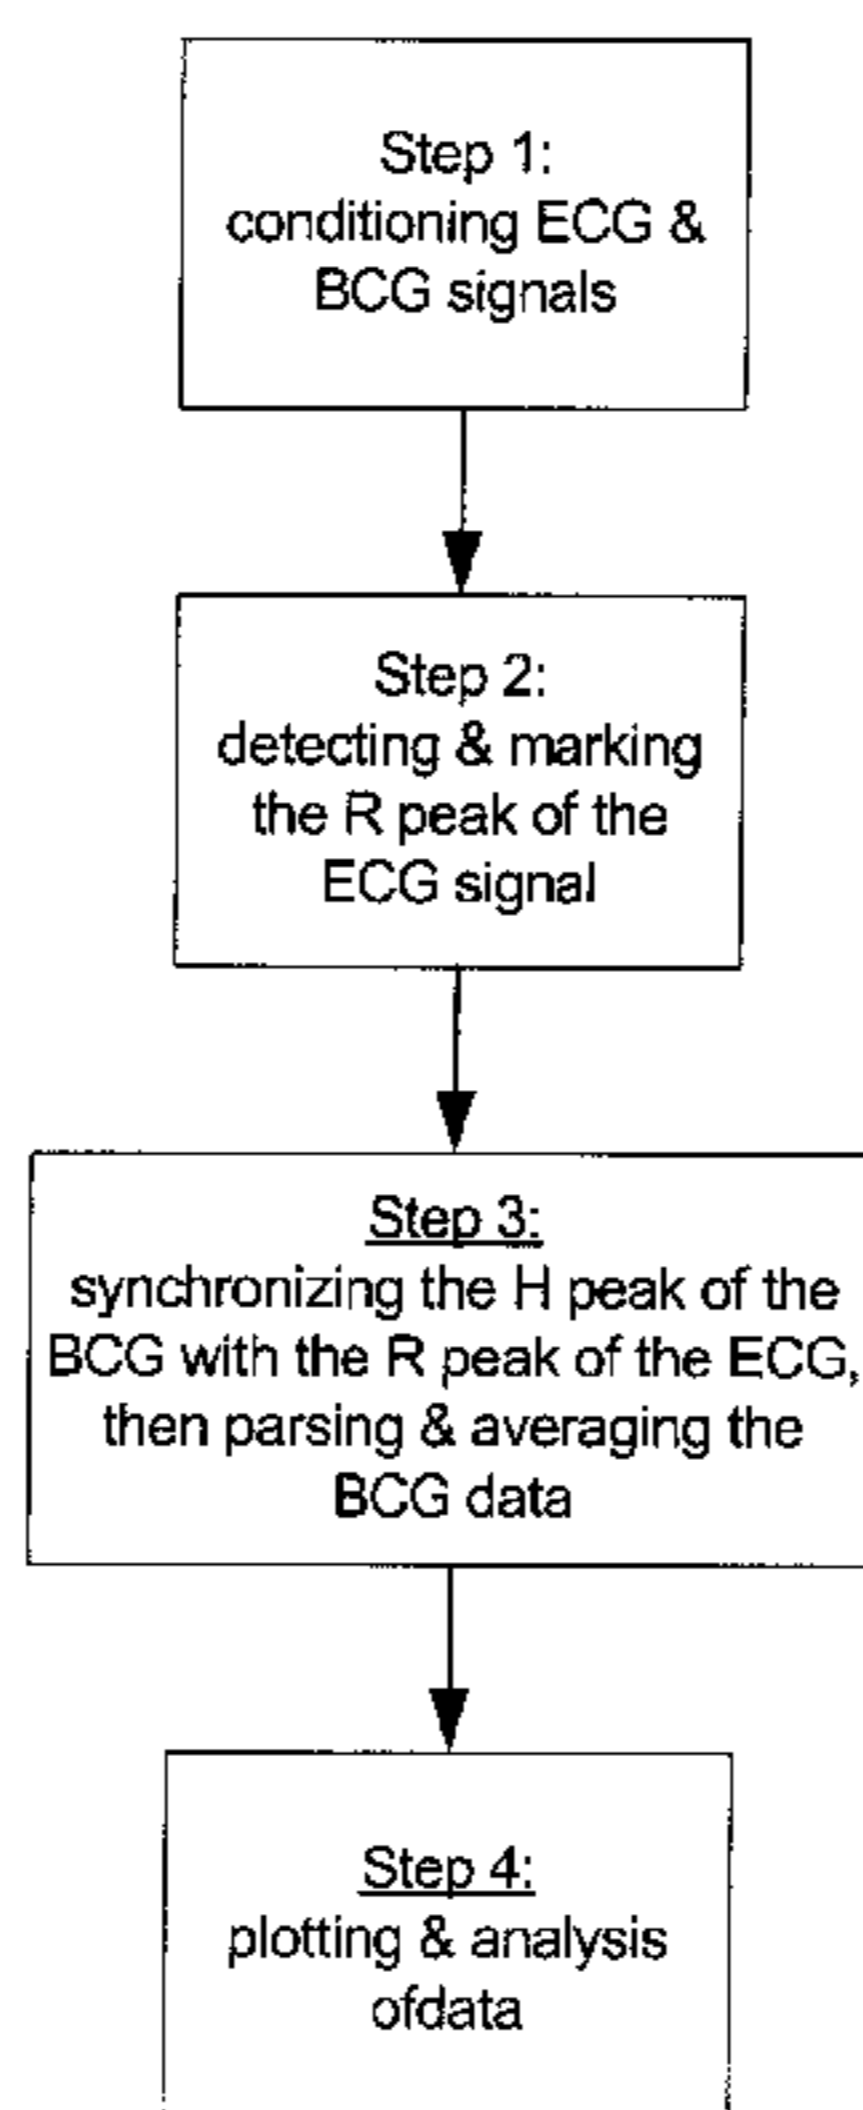 Step 1:
conditioning ECG &
BCG signals
Step 2:
detecting & marking
the R peak of the
ECG signal
Step 3:
synchronizing the H peak of the
BCG with the R peak of the ECG,
then parsing & averaging the
BCG data
Step 4:
plotting & analysis
ofdata